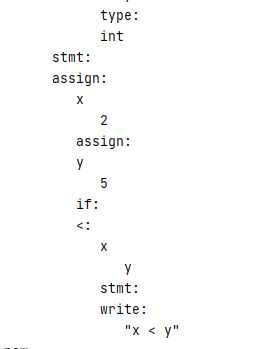 type:
int
stmt:
assign:
x
2
assign:
y
5
if:
<:
x
y
stmt:
write:
"x < y"